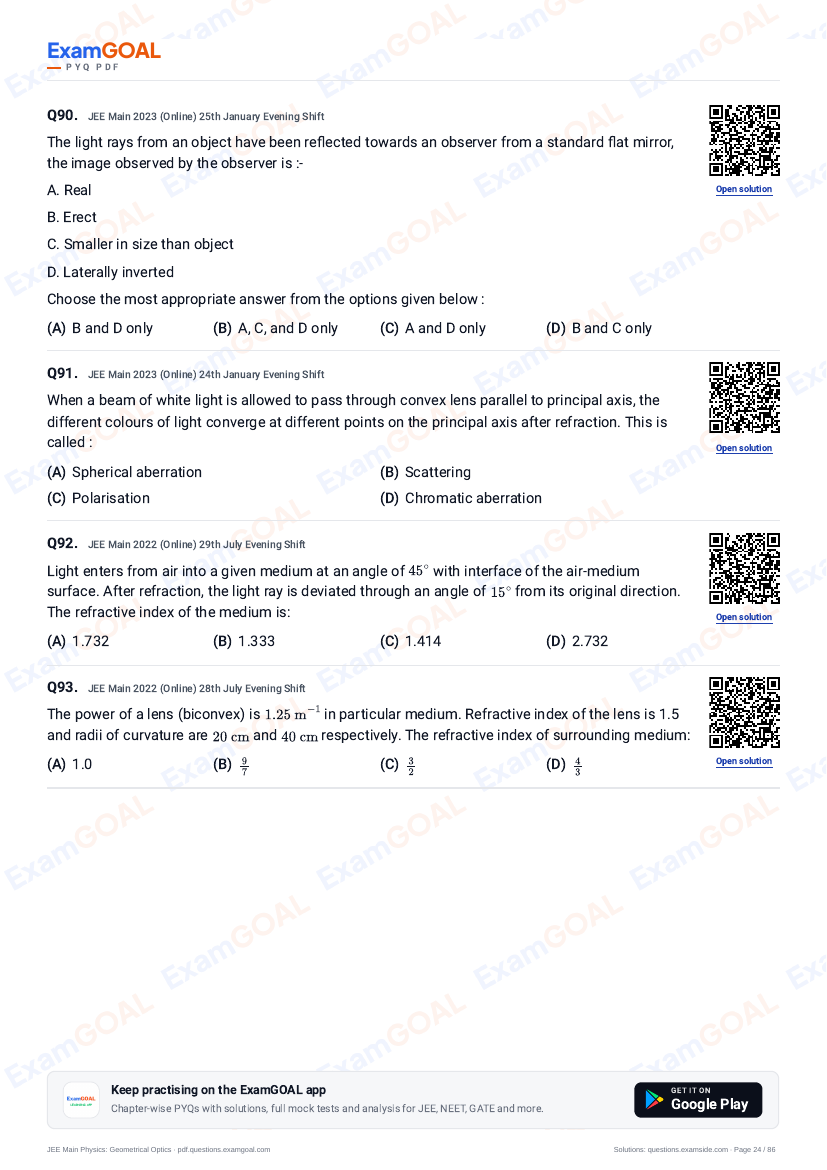 ExamGOAL
PYQ PDF
Q90. JEE Main 2023 (Online) 25th January Evening Shift
The light rays from an object have been reflected towards an observer from a standard flat mirror,
the image observed by the observer is :-
A. Real
B. Erect
C. Smaller in size than object
D. Laterally inverted
Choose the most appropriate answer from the options given below :
(A) B and D only (B) A, C, and D only (C) A and D only (D) B and C only
Open solution
Q91. JEE Main 2023 (Online) 24th January Evening Shift
When a beam of white light is allowed to pass through convex lens parallel to principal axis, the
different colours of light converge at different points on the principal axis after refraction. This is
called :
(A) Spherical aberration (B) Scattering
(C) Polarisation (D) Chromatic aberration
Open solution
Q92. JEE Main 2022 (Online) 29th July Evening Shift
Light enters from air into a given medium at an angle of 45° with interface of the air-medium
surface. After refraction, the light ray is deviated through an angle of 15° from its original direction.
The refractive index of the medium is:
(A) 1.732 (B) 1.333 (C) 1.414 (D) 2.732
Open solution
Q93. JEE Main 2022 (Online) 28th July Evening Shift
The power of a lens (biconvex) is 1.25 m⁻¹ in particular medium. Refractive index of the lens is 1.5
and radii of curvature are 20 cm and 40 cm respectively. The refractive index of surrounding medium:
(A) 1.0 (B) 9/7 (C) 3/2 (D) 4/3
Open solution
ExamGOAL
Keep practising on the ExamGOAL app
Chapter-wise PYQs with solutions, full mock tests and analysis for JEE, NEET, GATE and more.
GET IT ON
Google Play
JEE Main Physics: Geometrical Optics · pdf.questions.examgoal.com Solutions: questions.examside.com · Page 24 / 86